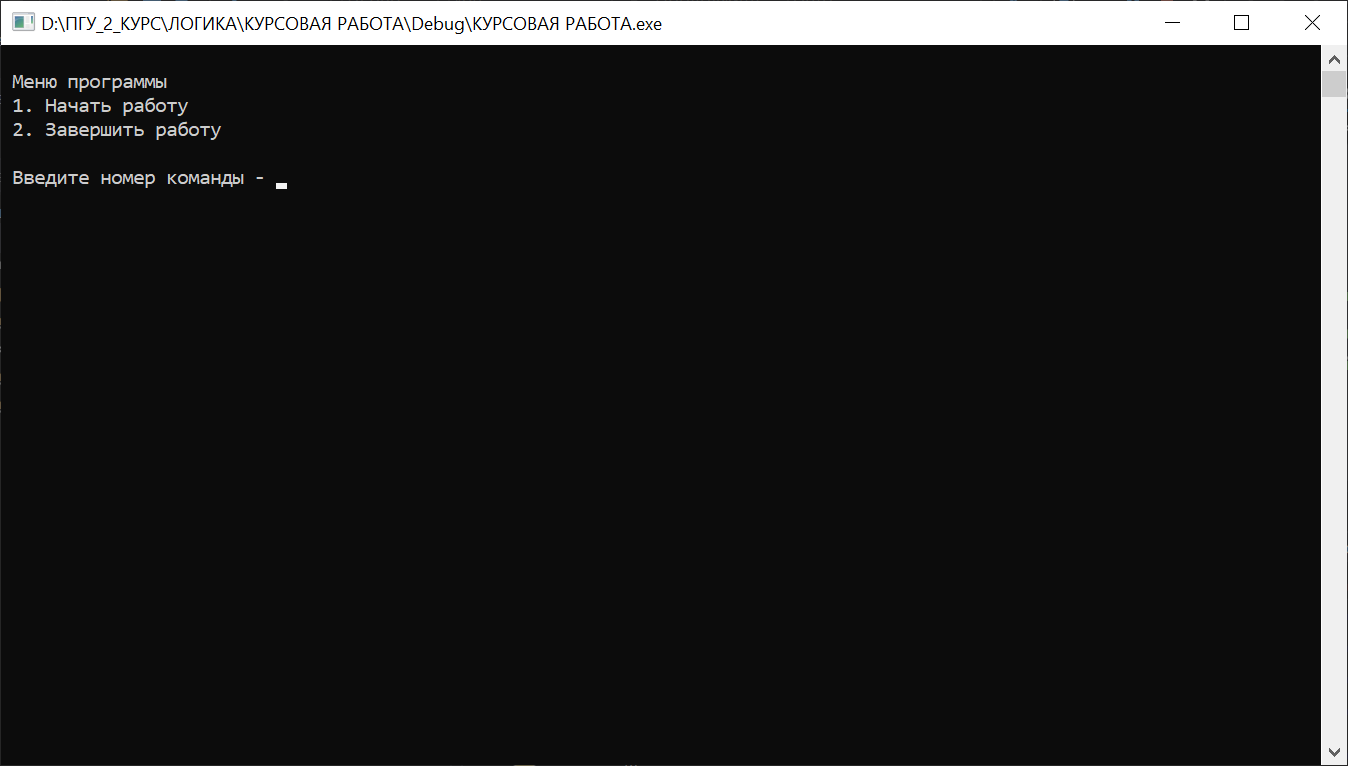 D:\ПГУ_2_КУРС\ЛОГИКА\КУРСОВАЯ РАБОТА\Debug\КУРСОВАЯ РАБОТА.exe
Меню программы
1. Начать работу
2. Завершить работу
Введите номер команды -